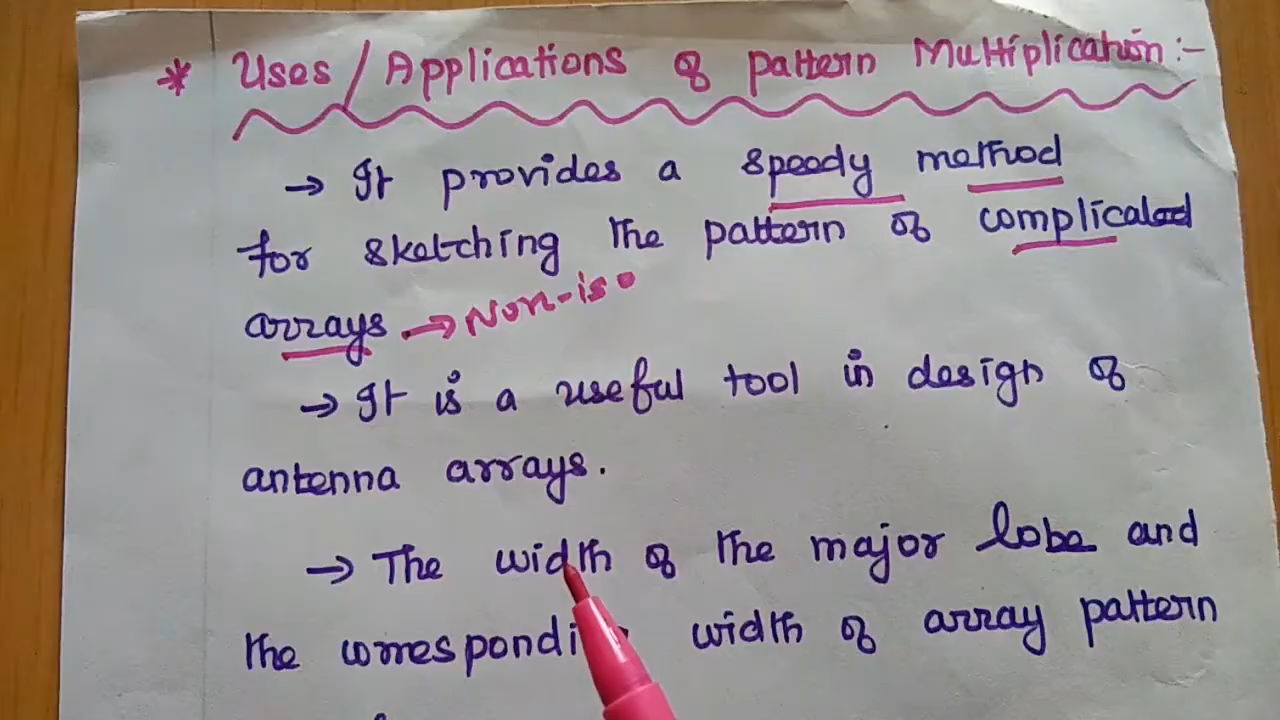 * Uses / Applications of pattern Multiplication :-
→ It provides a speedy method
for sketching the pattern of complicated
arrays → Non-iso
→ It is a useful tool in design of
antenna arrays.
→ The width of the major lobe and
the width of array pattern